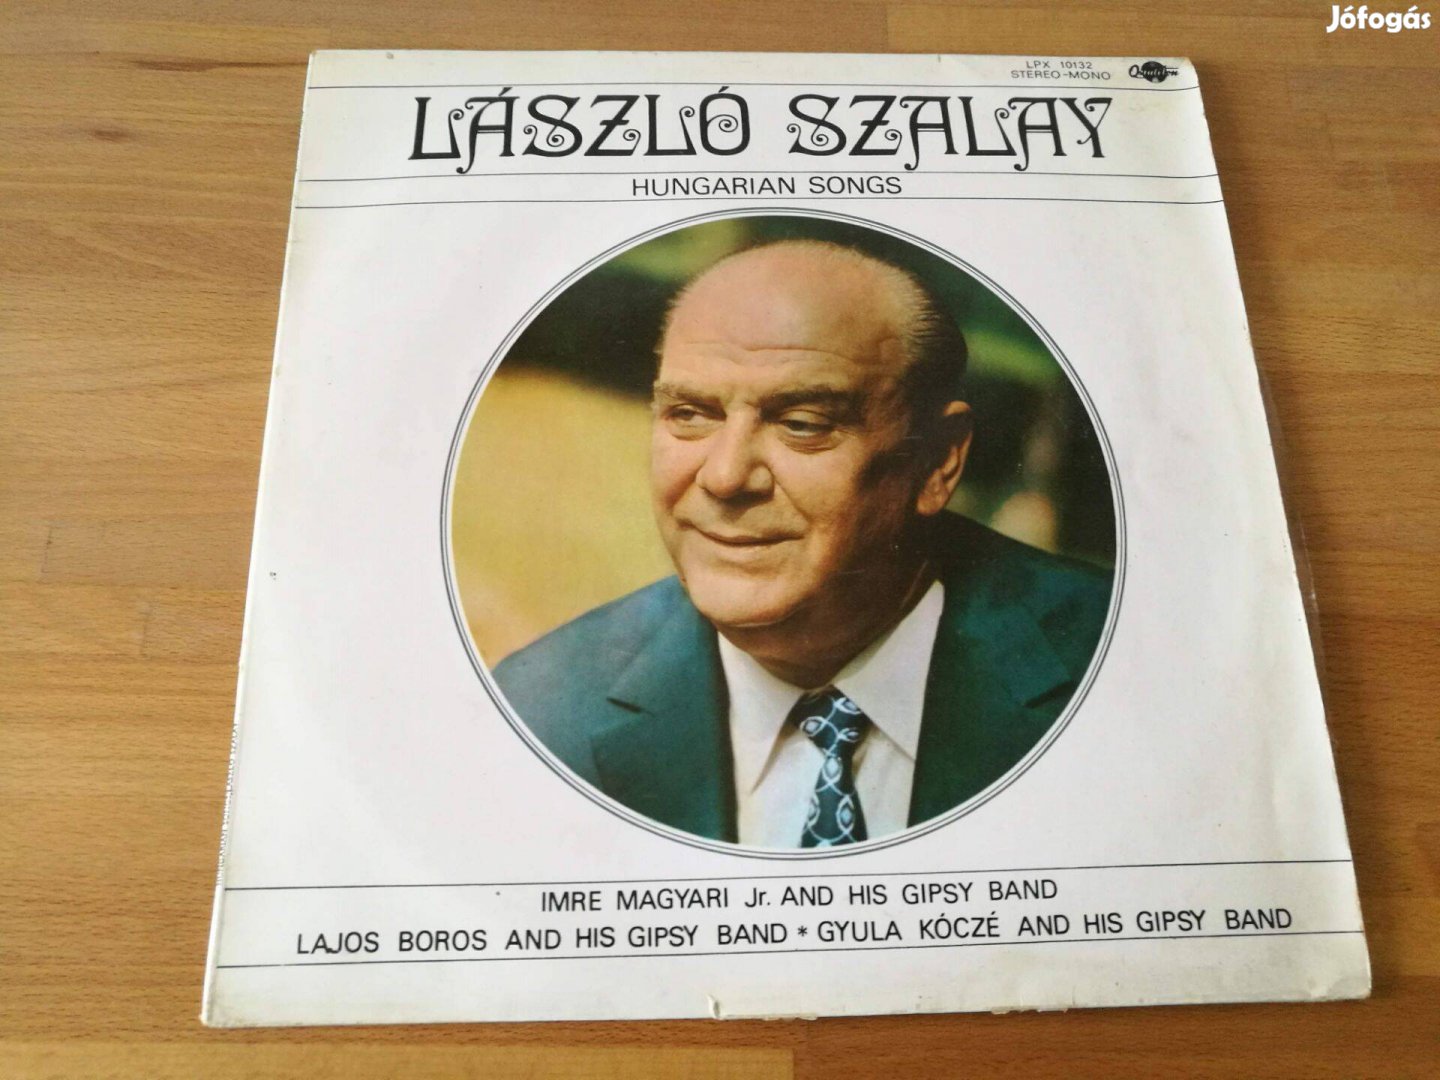 Jófogás
LPX 10132
STEREO-MONO
Qualiton
LÁSZLÓ SZALAY
HUNGARIAN SONGS
IMRE MAGYARI Jr. AND HIS GIPSY BAND
LAJOS BOROS AND HIS GIPSY BAND * GYULA KÓCZÉ AND HIS GIPSY BAND